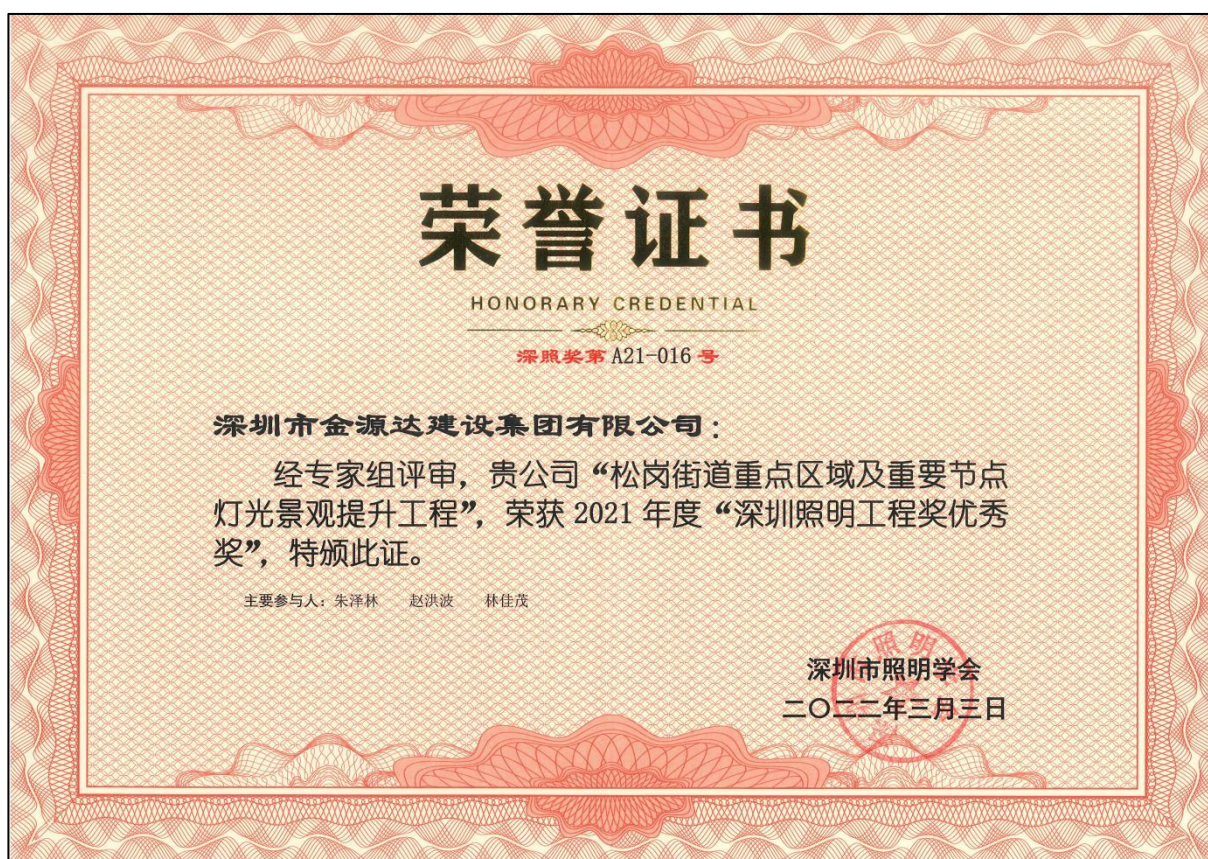 荣誉证书
HONORARY CREDENTIAL
深照奖第 A21-016 号
深圳市金源达建设集团有限公司：
经专家组评审，贵公司“松岗街道重点区域及重要节点
灯光景观提升工程”，荣获 2021 年度“深圳照明工程奖优秀
奖”，特颁此证。
主要参与人：朱泽林 赵洪波 林佳茂
深圳市照明学会
二〇二二年三月三日